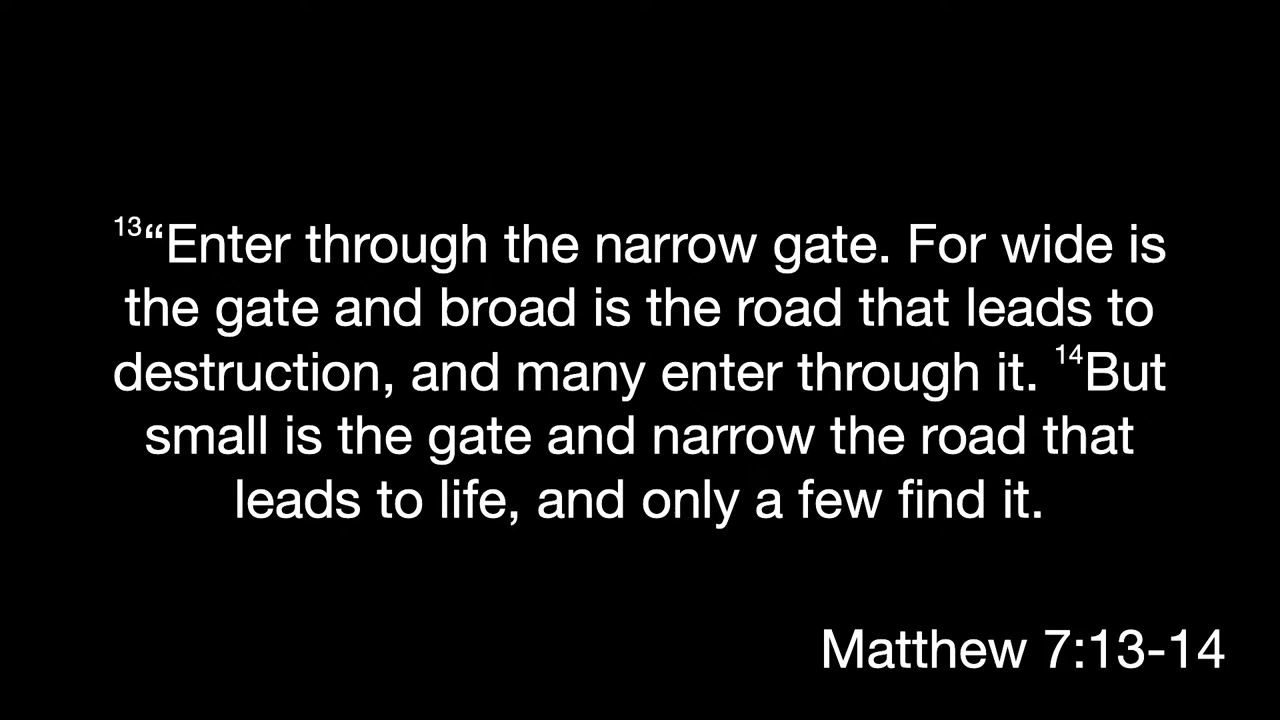 13“Enter through the narrow gate. For wide is
the gate and broad is the road that leads to
destruction, and many enter through it. 14But
small is the gate and narrow the road that
leads to life, and only a few find it.
Matthew 7:13-14